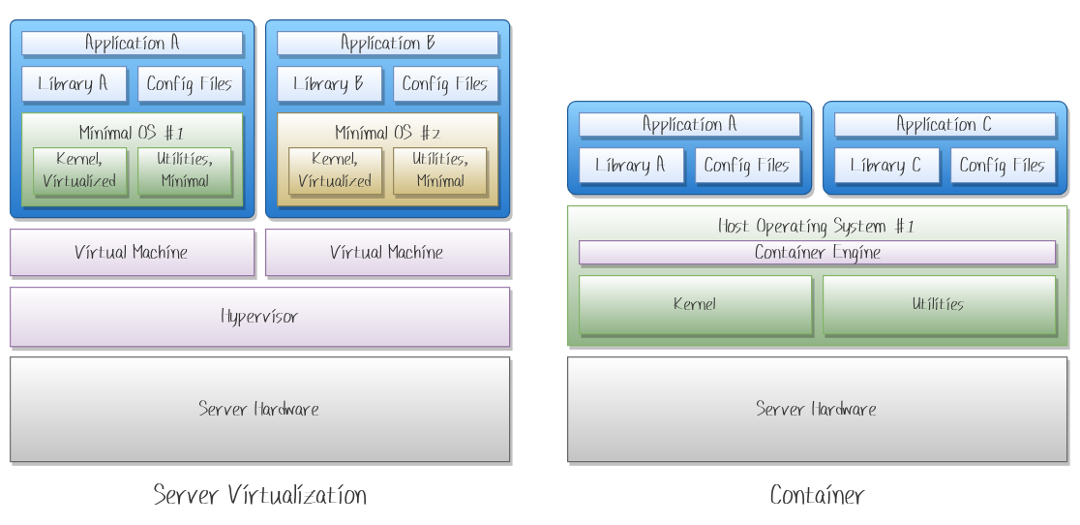 Application A
Library A
Config Files
Minimal OS #1
Kernel,
Virtualized
Utilities,
Minimal
Application B
Library B
Config Files
Minimal OS #2
Kernel,
Virtualized
Utilities,
Minimal
Virtual Machine
Virtual Machine
Hypervisor
Server Hardware
Server Virtualization
Application A
Library A
Config Files
Application C
Library C
Config Files
Host Operating System #1
Container Engine
Kernel
Utilities
Server Hardware
Container